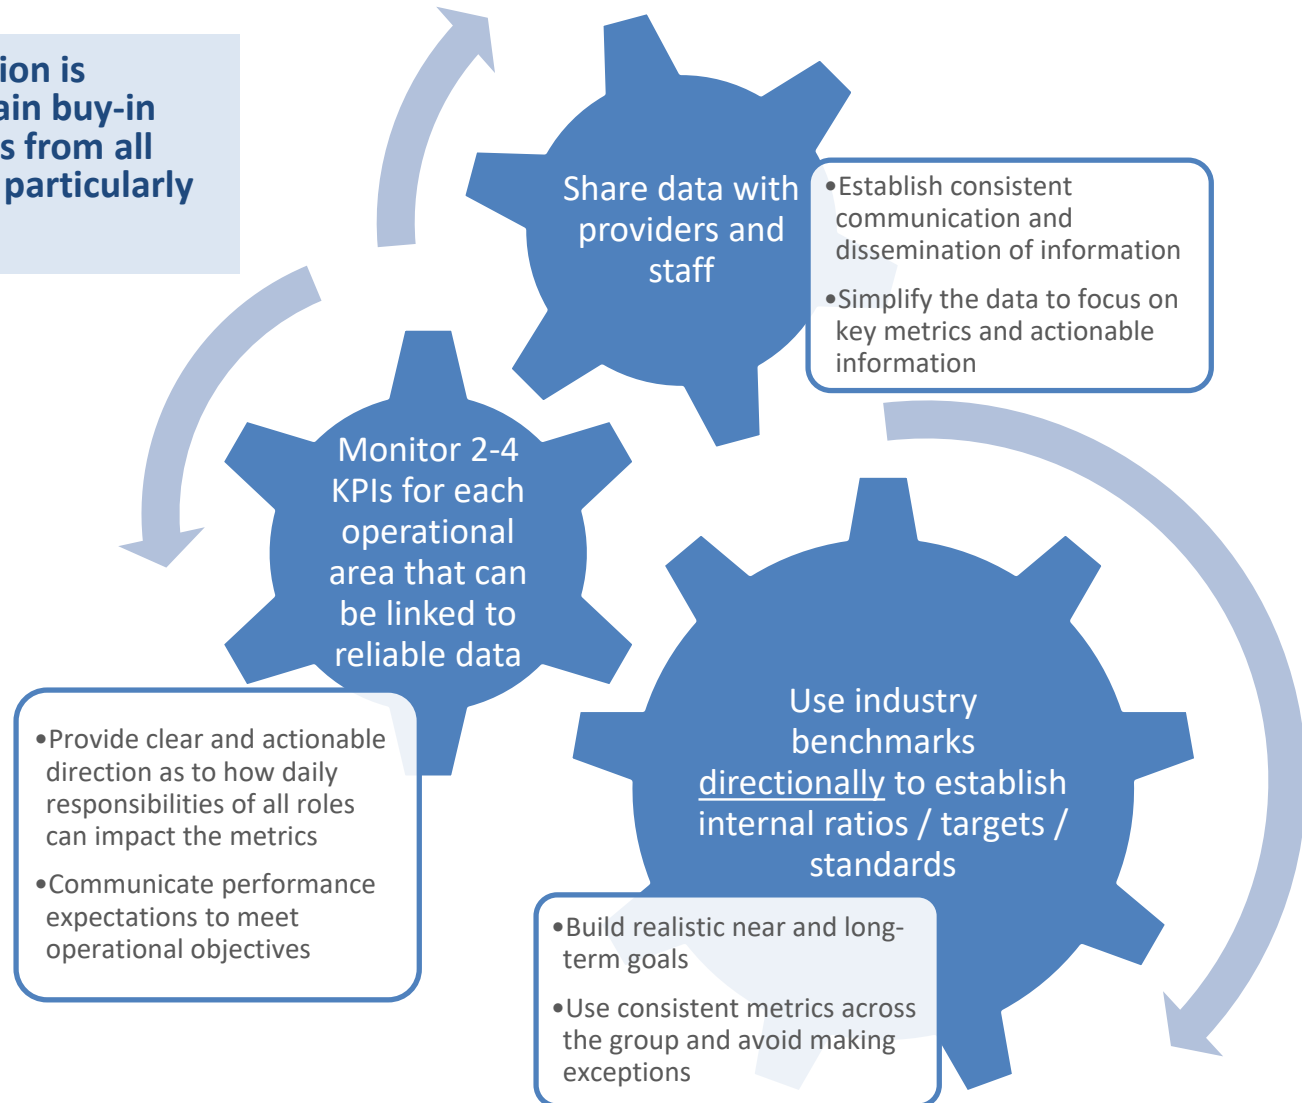 ion is
ain buy-in
s from all
particularly
Share data with
providers and
staff
•Establish consistent
communication and
dissemination of information
•Simplify the data to focus on
key metrics and actionable
information
Monitor 2-4
KPIs for each
operational
area that can
be linked to
reliable data
•Provide clear and actionable
direction as to how daily
responsibilities of all roles
can impact the metrics
•Communicate performance
expectations to meet
operational objectives
Use industry
benchmarks
directionally to establish
internal ratios / targets /
standards
•Build realistic near and long-
term goals
•Use consistent metrics across
the group and avoid making
exceptions